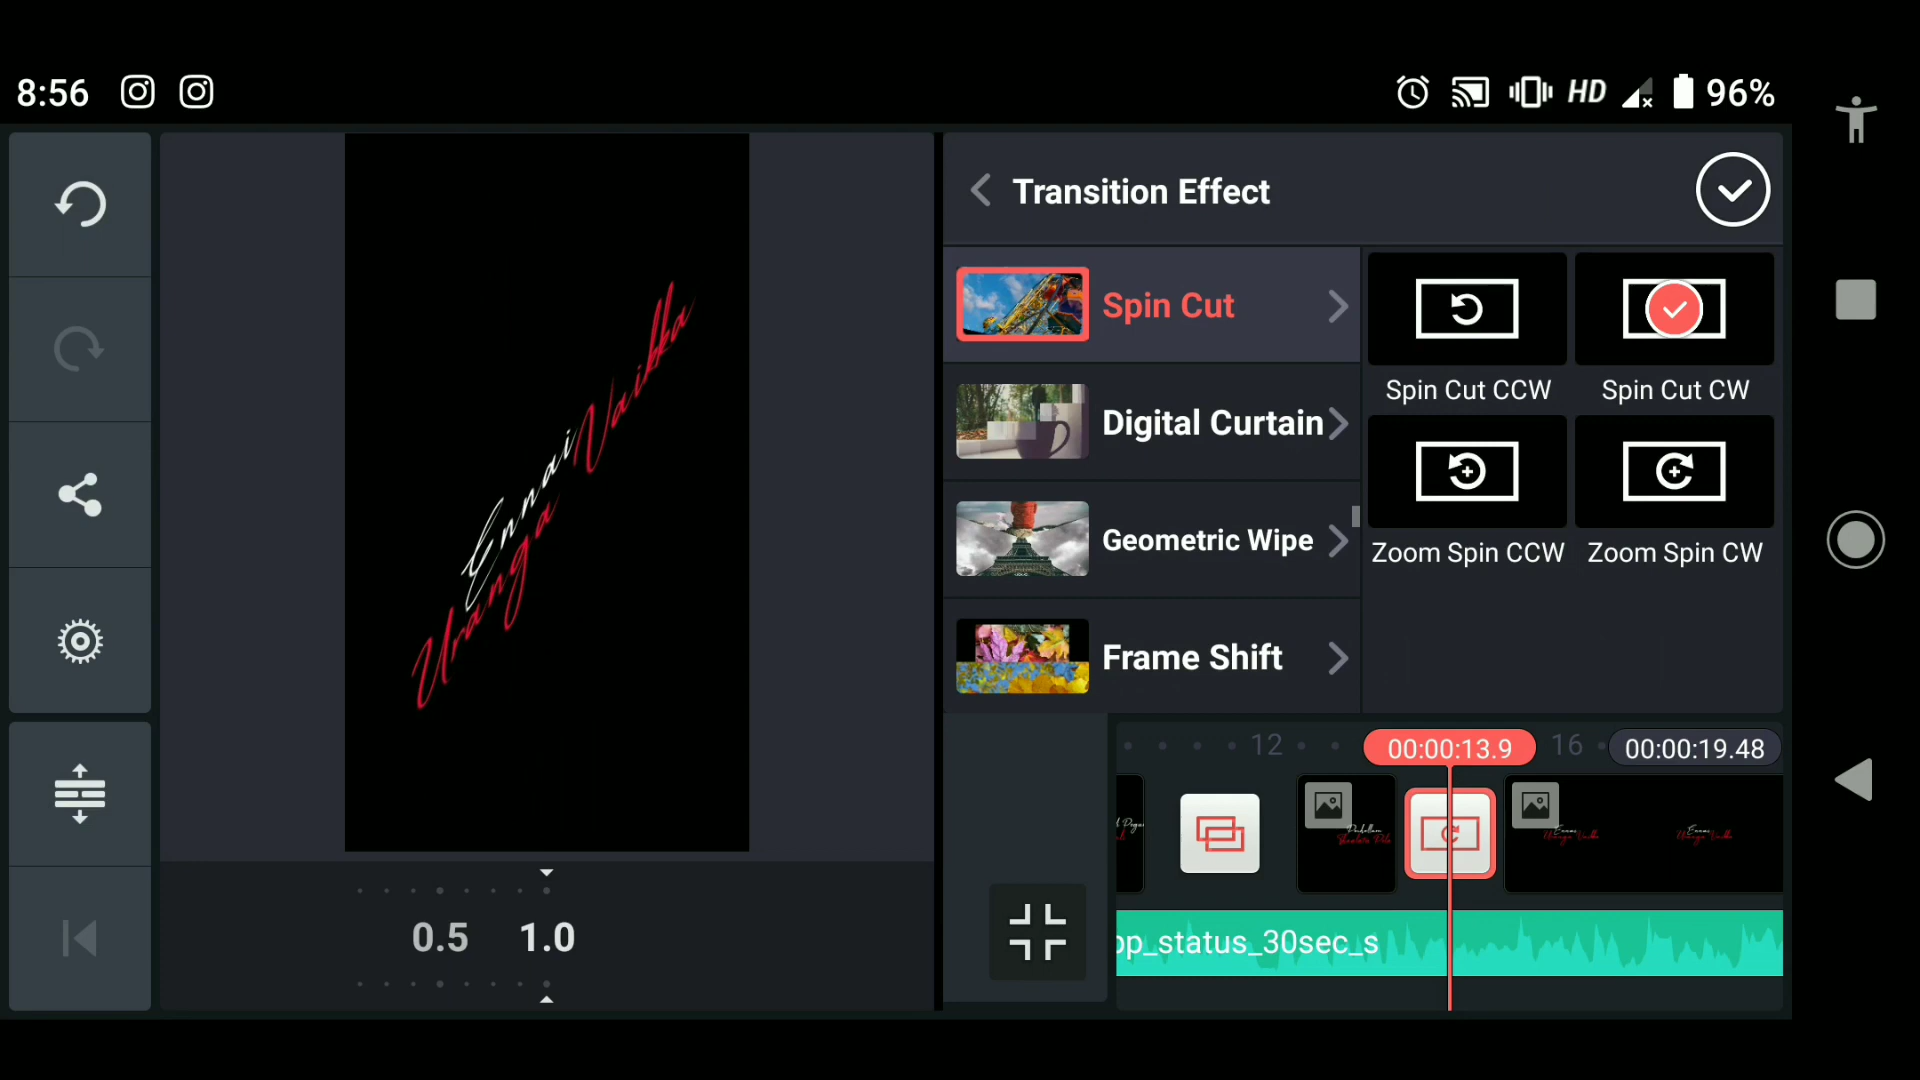 8:56
HD
96%
Transition Effect
Ennai
Uranga Vaikka
Spin Cut
Digital Curtain
Geometric Wipe
Frame Shift
Spin Cut CCW
Spin Cut CW
Zoom Spin CCW
Zoom Spin CW
12
00:00:13.9
16
00:00:19.48
0.5
1.0
pp_status_30sec_s